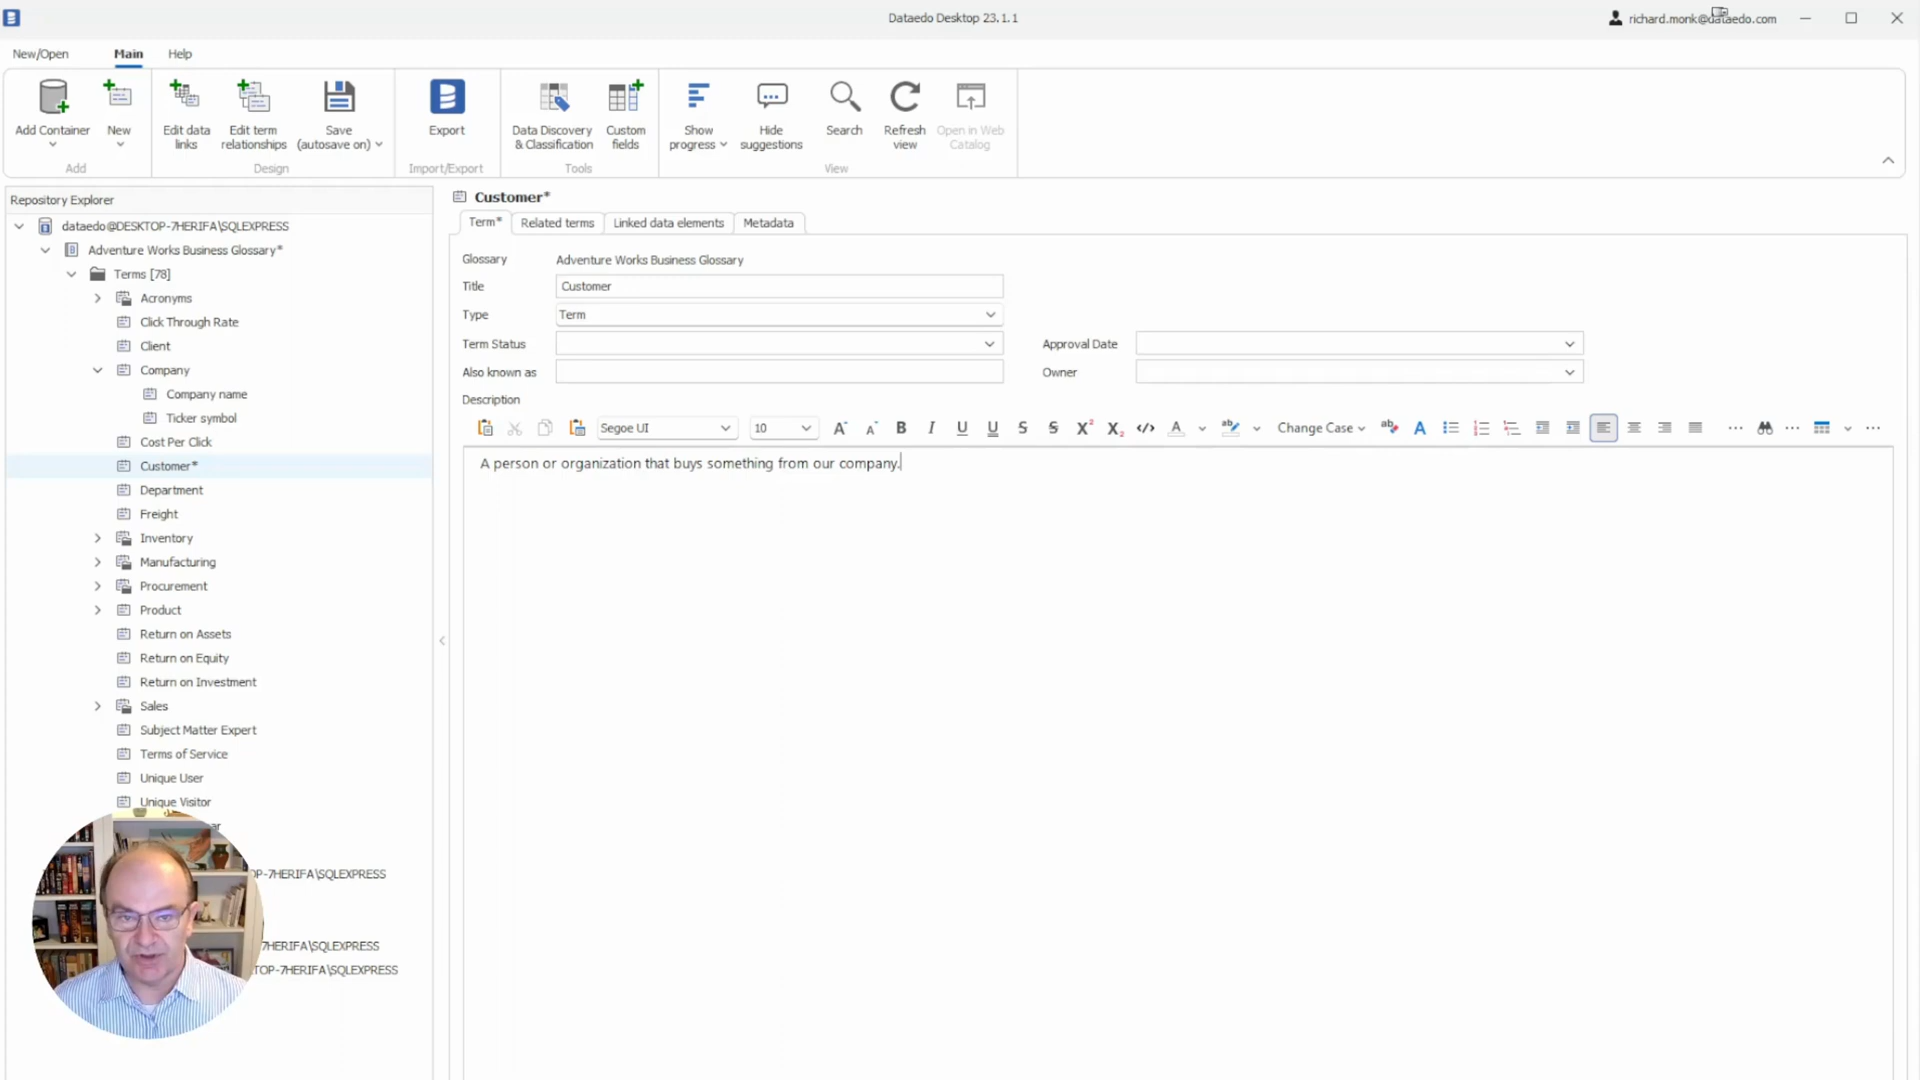 Dataedo Desktop 23.1.1
richard.monk@dataedo.com
New/Open
Main
Help
Add Container
New
Edit data links
Edit term relationships
Save (autosave on)
Export
Data Discovery & Classification
Custom fields
Show progress
Hide suggestions
Search
Refresh view
Open in Web Catalog
Add
Design
Import/Export
Tools
View
Repository Explorer
dataedo@DESKTOP-7HERIFA\SQLEXPRESS
Adventure Works Business Glossary*
Terms [78]
Acronyms
Click Through Rate
Client
Company
Company name
Ticker symbol
Cost Per Click
Customer*
Department
Freight
Inventory
Manufacturing
Procurement
Product
Return on Assets
Return on Equity
Return on Investment
Sales
Subject Matter Expert
Terms of Service
Unique User
Unique Visitor
OP-7HERIFA\SQLEXPRESS
7HERIFA\SQLEXPRESS
TOP-7HERIFA\SQLEXPRESS
Customer*
Term*
Related terms
Linked data elements
Metadata
Glossary
Adventure Works Business Glossary
Title
Customer
Type
Term
Term Status
Approval Date
Also known as
Owner
Description
Segoe UI
10
Change Case
A person or organization that buys something from our company.